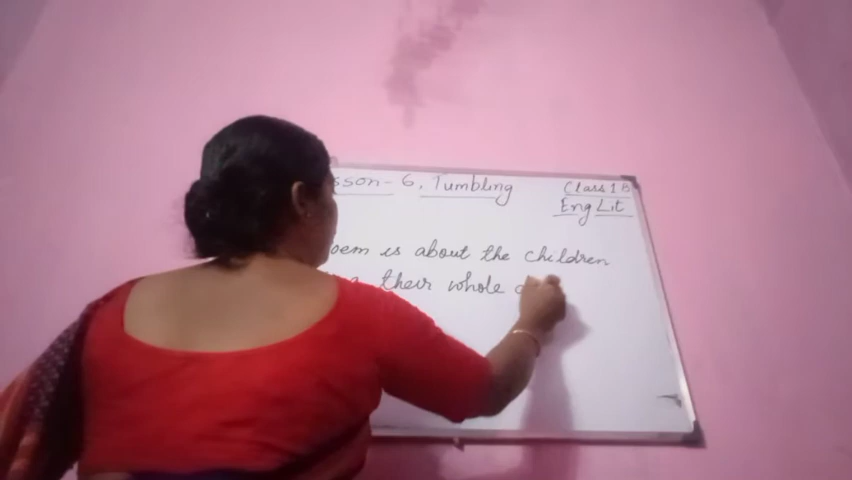 sson - 6, Tumbling
Class 1 B
Eng Lit
oem is about the children
their whole